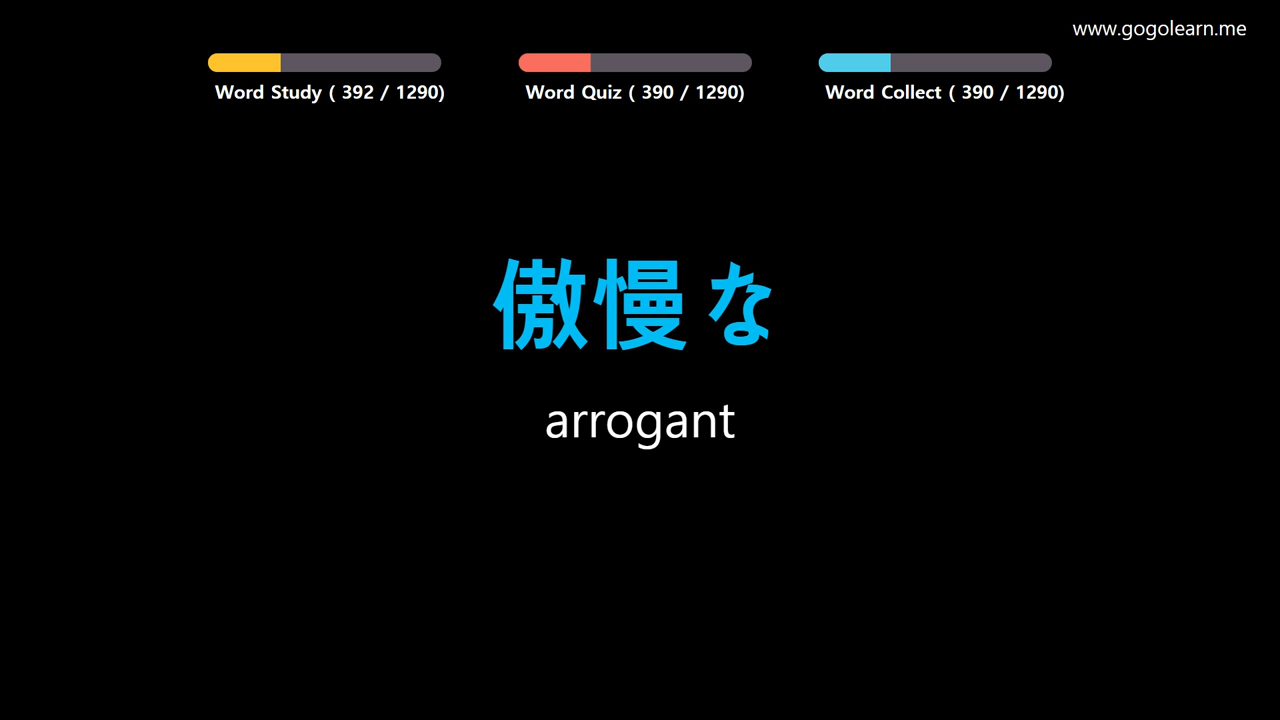 www.gogolearn.me
Word Study ( 392 / 1290)
Word Quiz ( 390 / 1290)
Word Collect ( 390 / 1290)
傲慢な
arrogant